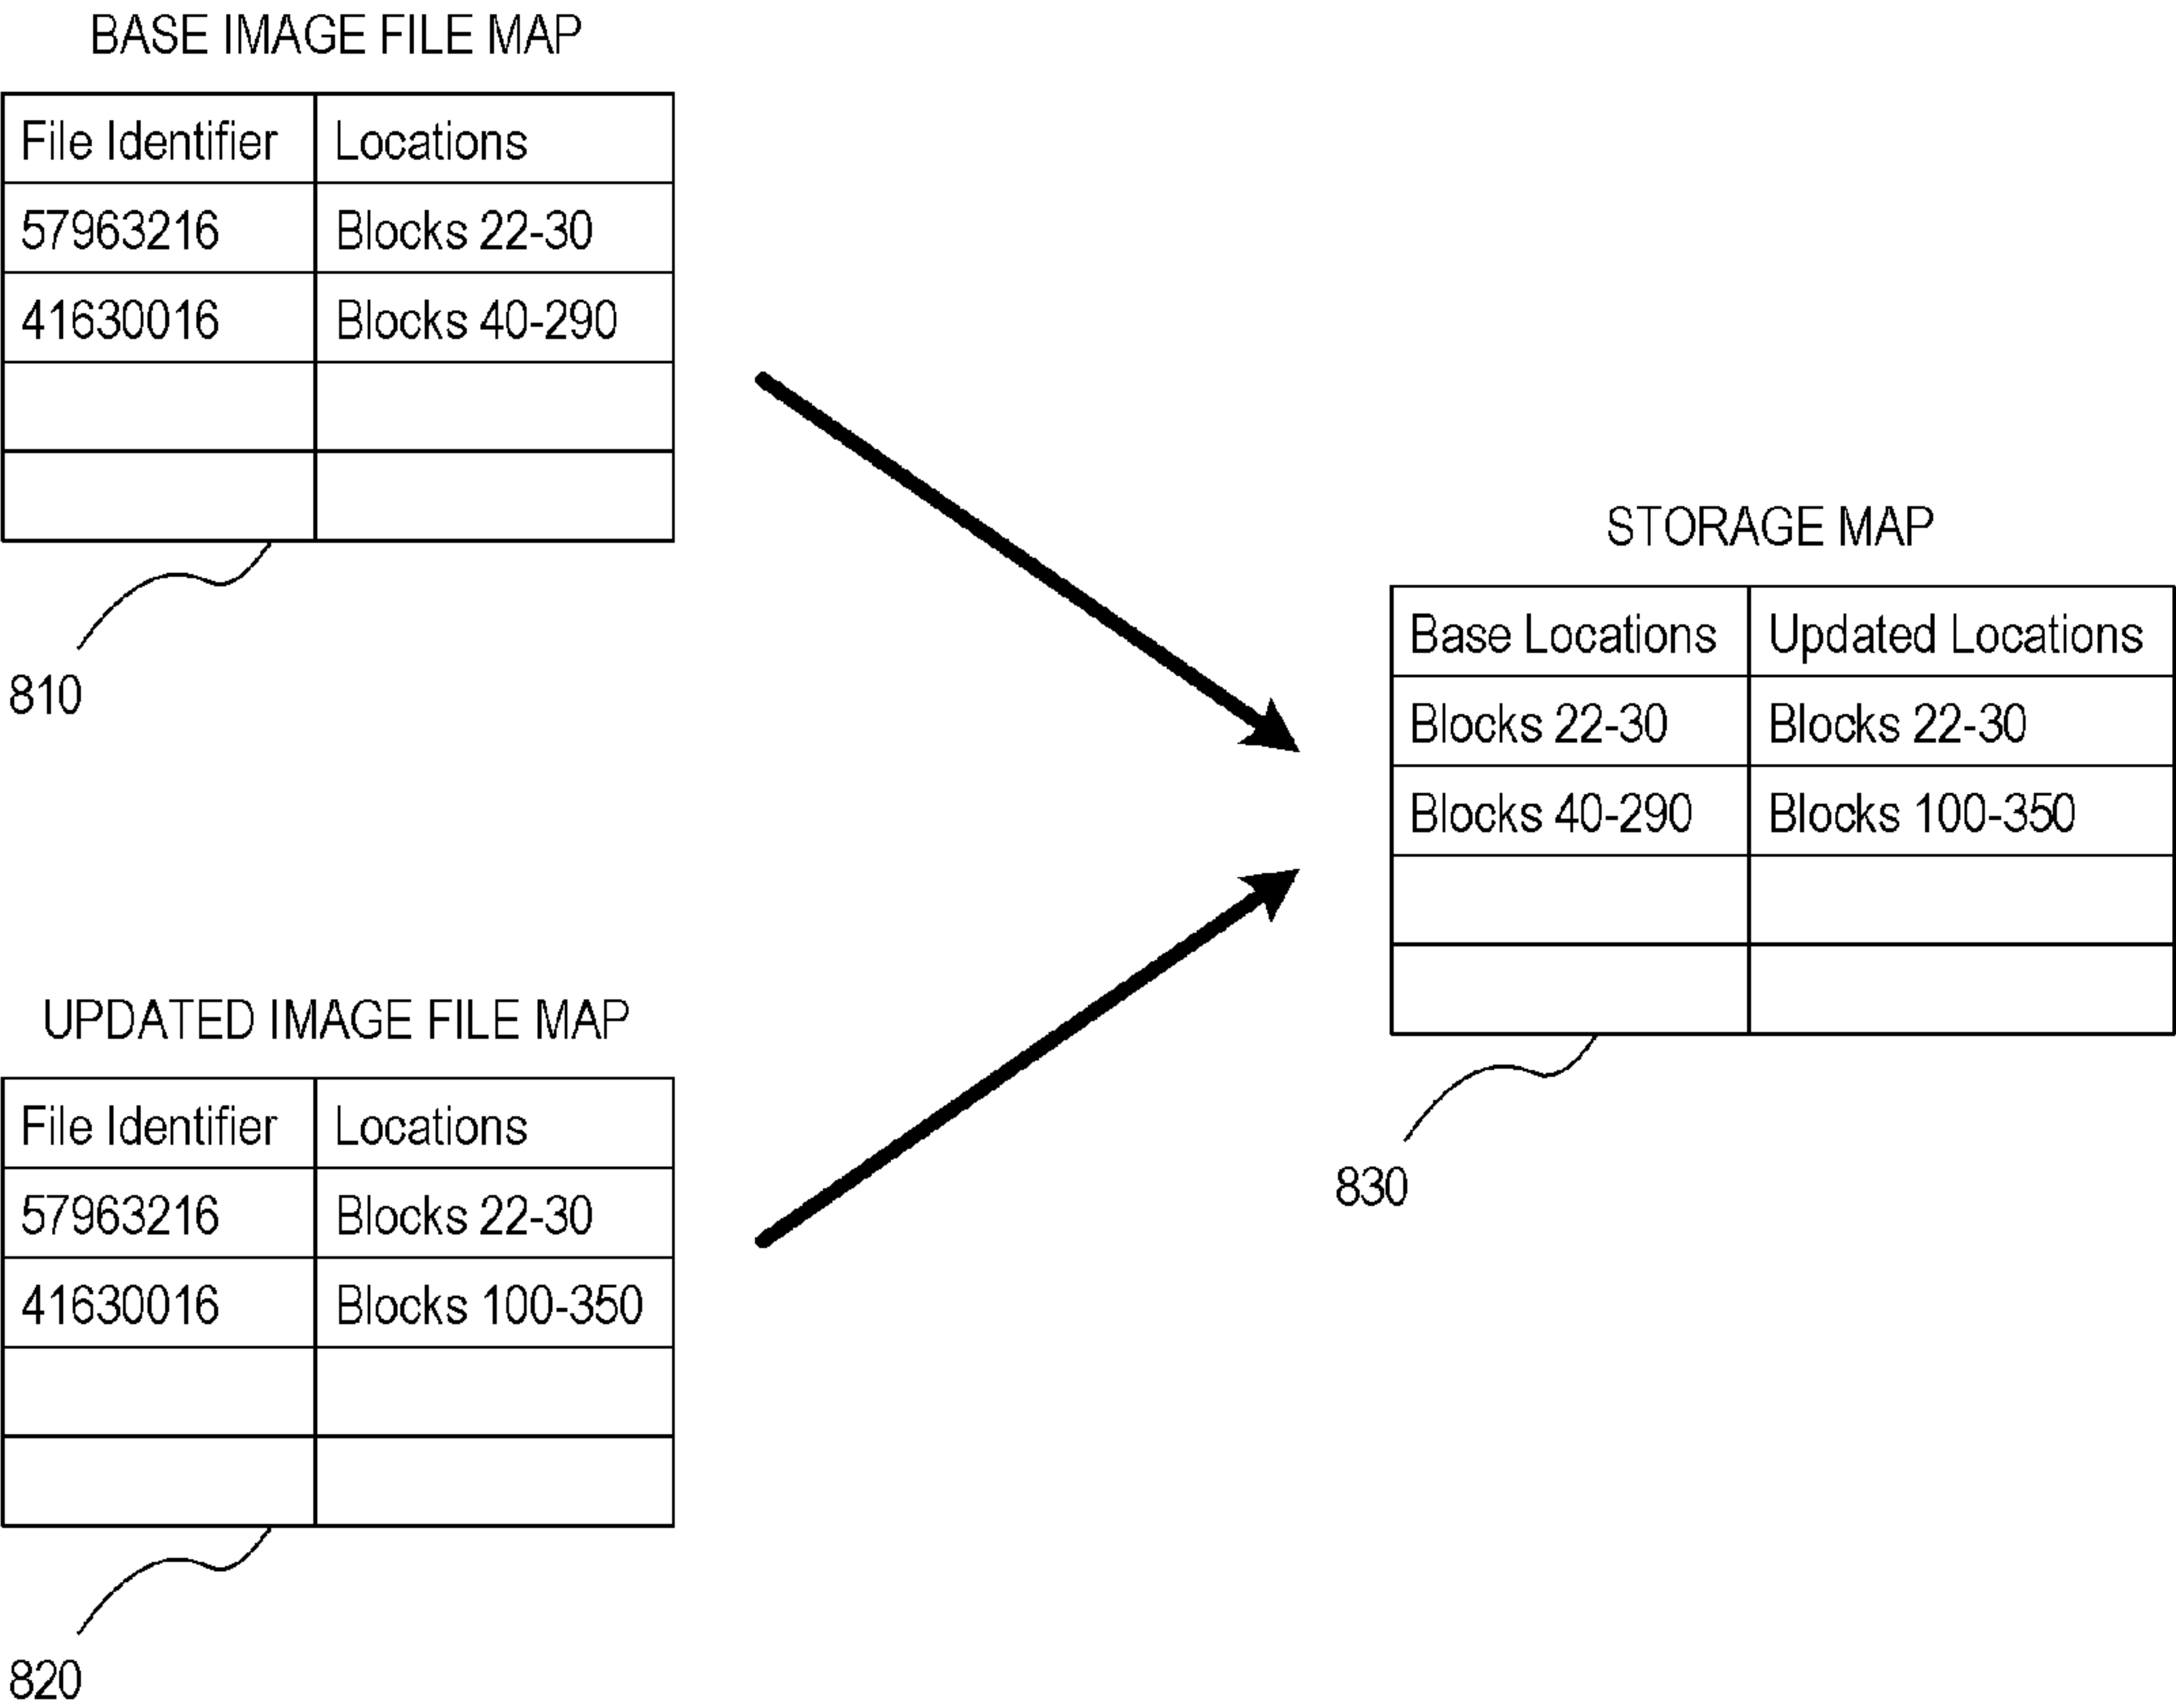 BASE IMAGE FILE MAP
File Identifier Locations
57963216 Blocks 22-30
41630016 Blocks 40-290
810
STORAGE MAP
Base Locations Updated Locations
Blocks 22-30 Blocks 22-30
Blocks 40-290 Blocks 100-350
830
UPDATED IMAGE FILE MAP
File Identifier Locations
57963216 Blocks 22-30
41630016 Blocks 100-350
820